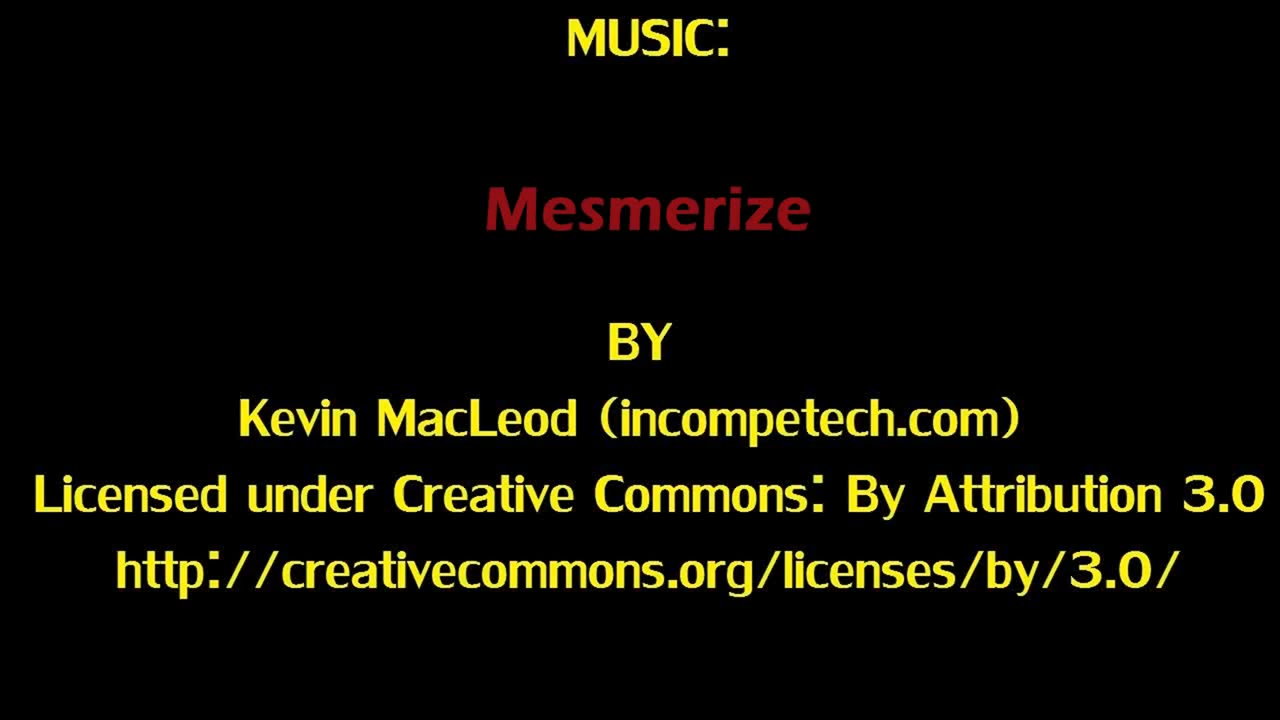 MUSIC:
Mesmerize
BY
Kevin MacLeod (incompetech.com)
Licensed under Creative Commons: By Attribution 3.0
http://creativecommons.org/licenses/by/3.0/